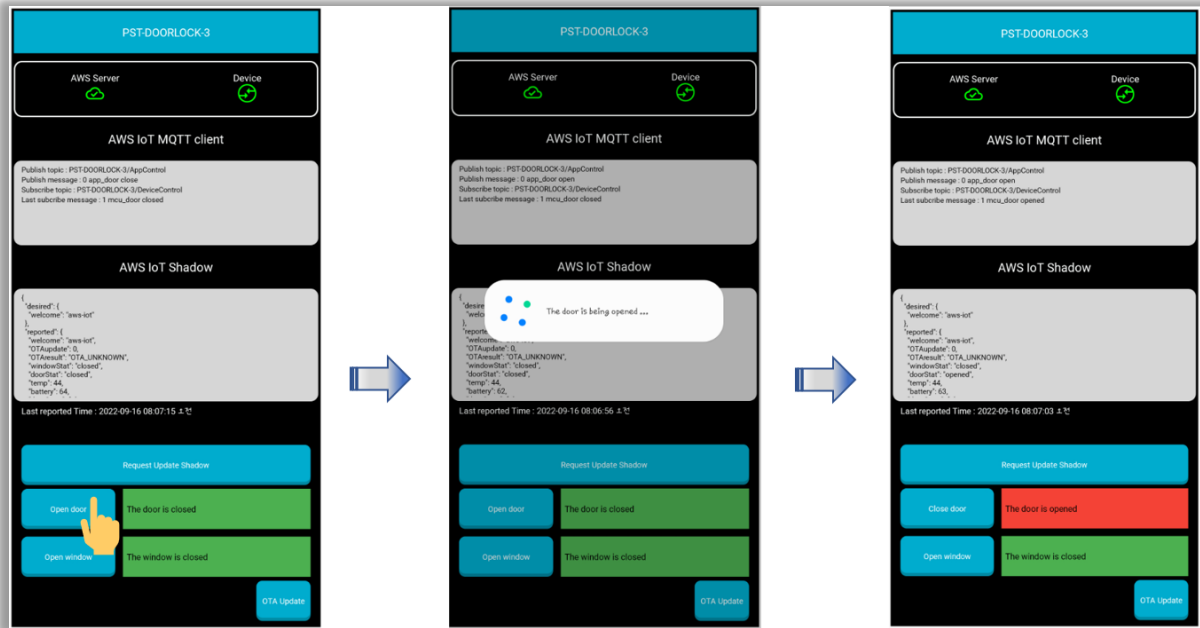 PST-DOORLOCK-3
AWS Server
Device
AWS IoT MQTT client
Publish topic : PST-DOORLOCK-3/AppControl
Publish message : 0 app_door close
Subscribe topic : PST-DOORLOCK-3/DeviceControl
Last subcribe message : 1 mcu_door closed
AWS IoT Shadow
{
"desired": {
"welcome": "aws-iot"
},
"reported": {
"welcome": "aws-iot",
"OTAupdate": 0,
"OTAresult": "OTA_UNKNOWN",
"windowStat": "closed",
"doorStat": "closed",
"temp": 44,
"battery": 64,
Last reported Time : 2022-09-16 08:07:15 오전
Request Update Shadow
Open door
The door is closed
Open window
The window is closed
OTA Update
PST-DOORLOCK-3
AWS Server
Device
AWS IoT MQTT client
Publish topic : PST-DOORLOCK-3/AppControl
Publish message : 0 app_door open
Subscribe topic : PST-DOORLOCK-3/DeviceControl
Last subcribe message : 1 mcu_door closed
AWS IoT Shadow
{
"desire
"welco
},
"reporte
"welcome": "aws-iot",
"OTAupdate": 0,
"OTAresult": "OTA_UNKNOWN",
"windowStat": "closed",
"doorStat": "closed",
"temp": 44,
"battery": 62,
The door is being opened ...
Last reported Time : 2022-09-16 08:06:56 오전
Request Update Shadow
Open door
The door is closed
Open window
The window is closed
OTA Update
PST-DOORLOCK-3
AWS Server
Device
AWS IoT MQTT client
Publish topic : PST-DOORLOCK-3/AppControl
Publish message : 0 app_door open
Subscribe topic : PST-DOORLOCK-3/DeviceControl
Last subcribe message : 1 mcu_door opened
AWS IoT Shadow
{
"desired": {
"welcome": "aws-iot"
},
"reported": {
"welcome": "aws-iot",
"OTAupdate": 0,
"OTAresult": "OTA_UNKNOWN",
"windowStat": "closed",
"doorStat": "opened",
"temp": 44,
"battery": 63,
Last reported Time : 2022-09-16 08:07:03 오전
Request Update Shadow
Close door
The door is opened
Open window
The window is closed
OTA Update